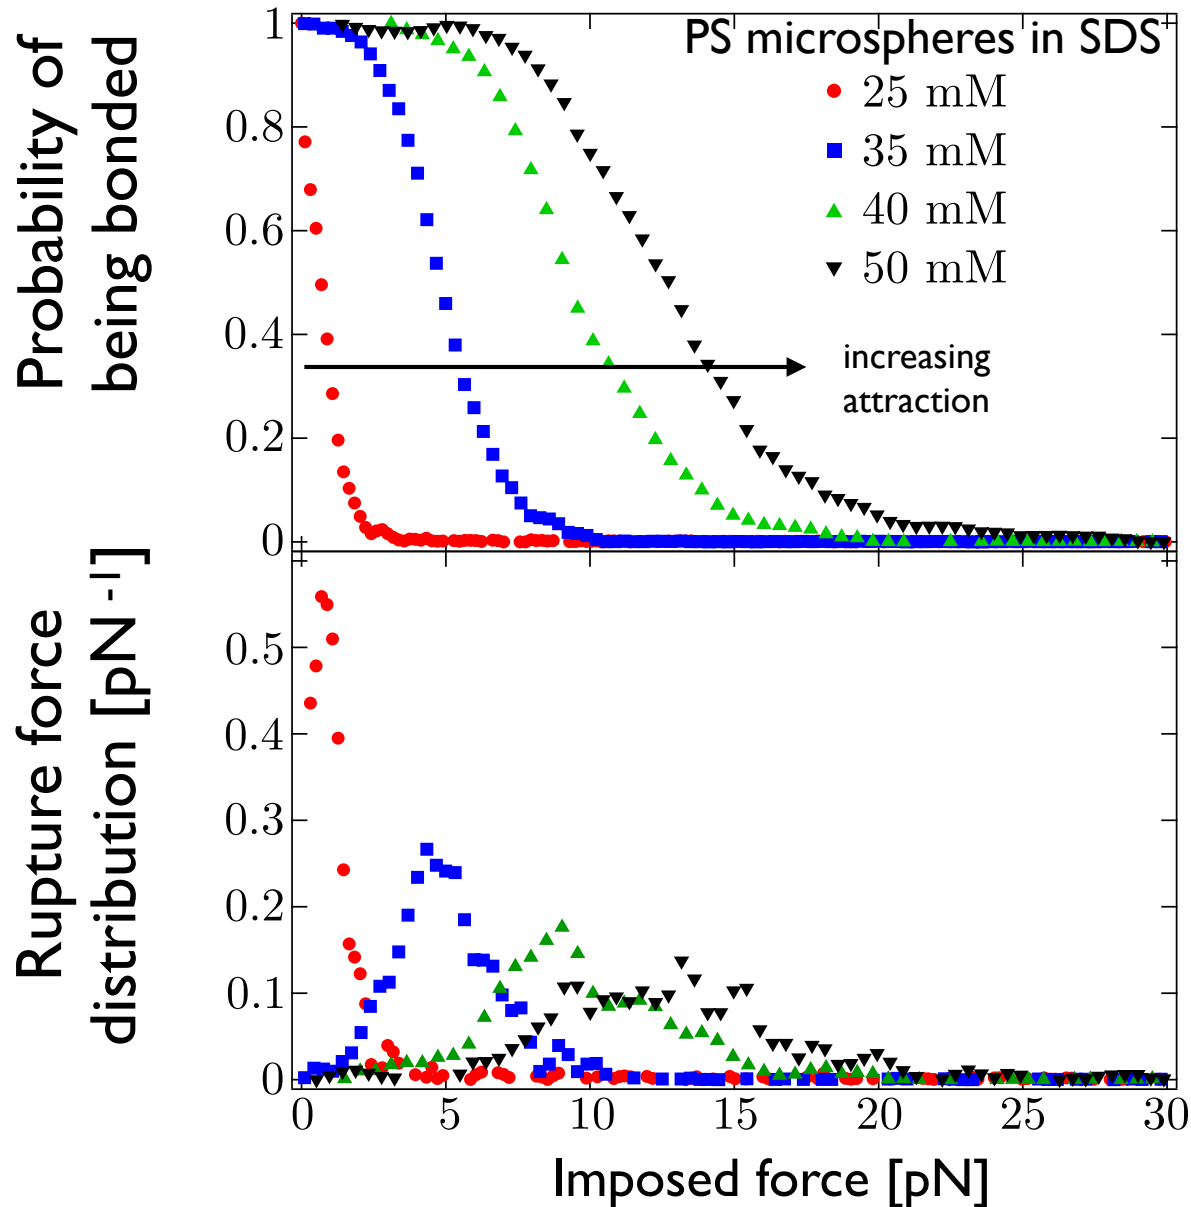 Probability of
being bonded
1
0.8
0.6
0.4
0.2
0
PS microspheres in SDS
25 mM
35 mM
40 mM
50 mM
increasing
attraction
Rupture force
distribution [pN⁻¹]
0.5
0.4
0.3
0.2
0.1
0
0 5 10 15 20 25 30
Imposed force [pN]